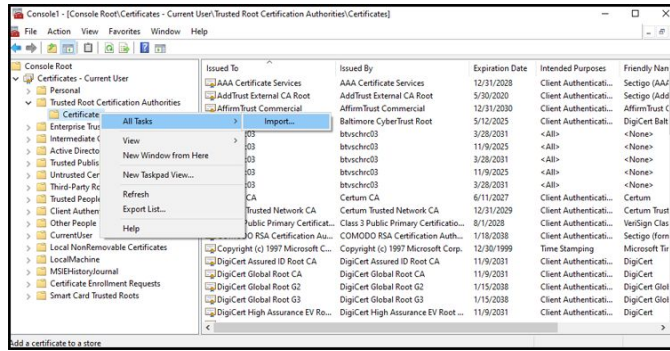 Console1 - [Console Root\Certificates - Current User\Trusted Root Certification Authorities\Certificates]
File Action View Favorites Window Help
Console Root
Certificates - Current User
Personal
Trusted Root Certification Authorities
Certificate
Enterprise Trus
Intermediate C
Active Directo
Trusted Publis
Untrusted Cer
Third-Party Ro
Trusted People
Client Authen
Other People
CurrentUser
Local NonRemovable Certificates
LocalMachine
MSIEHistoryJournal
Certificate Enrollment Requests
Smart Card Trusted Roots
All Tasks
View
New Window from Here
New Taskpad View...
Refresh
Export List...
Help
Import...
Issued To Issued By Expiration Date Intended Purposes Friendly Nan
AAA Certificate Services AAA Certificate Services 12/31/2028 Client Authenticati... Sectigo (AAA
AddTrust External CA Root AddTrust External CA Root 5/30/2020 Client Authenticati... Sectigo (Add
AffirmTrust Commercial AffirmTrust Commercial 12/31/2030 Client Authenticati... AffirmTrust C
Baltimore CyberTrust Root 5/12/2025 Client Authenticati... DigiCert Balt
03 btvschrc03 3/28/2031 <All> <None>
03 btvschrc03 11/9/2025 <All> <None>
03 btvschrc03 3/28/2031 <All> <None>
03 btvschrc03 11/9/2025 <All> <None>
03 btvschrc03 3/28/2031 <All> <None>
CA Certum CA 6/11/2027 Client Authenticati... Certum
Trusted Network CA Certum Trusted Network CA 12/31/2029 Client Authenticati... Certum Trust
Public Primary Certificat... Class 3 Public Primary Certificatio... 8/1/2028 Client Authenticati... VeriSign Clas
COMODO RSA Certification Au... COMODO RSA Certification Auth... 1/18/2038 Client Authenticati... Sectigo (form
Copyright (c) 1997 Microsoft C... Copyright (c) 1997 Microsoft Corp. 12/30/1999 Time Stamping Microsoft Tir
DigiCert Assured ID Root CA DigiCert Assured ID Root CA 11/9/2031 Client Authenticati... DigiCert
DigiCert Global Root CA DigiCert Global Root CA 11/9/2031 Client Authenticati... DigiCert
DigiCert Global Root G2 DigiCert Global Root G2 1/15/2038 Client Authenticati... DigiCert Glol
DigiCert Global Root G3 DigiCert Global Root G3 1/15/2038 Client Authenticati... DigiCert Glol
DigiCert High Assurance EV Ro... DigiCert High Assurance EV Root ... 11/9/2031 Client Authenticati... DigiCert
Add a certificate to a store